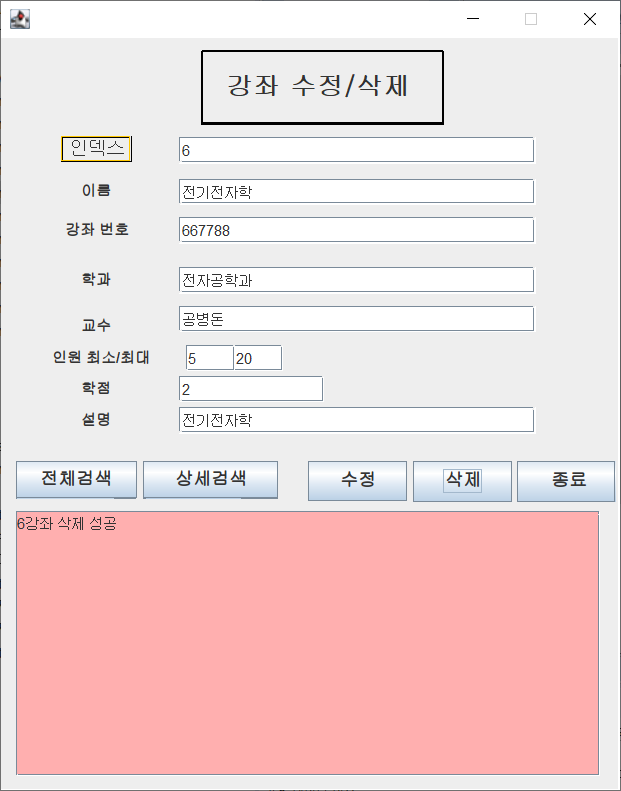 강좌 수정/삭제
인덱스 6
이름 전기전자학
강좌 번호 667788
학과 전자공학과
교수 공병돈
인원 최소/최대 5 20
학점 2
설명 전기전자학
전체검색 상세검색 수정 삭제 종료
6강좌 삭제 성공